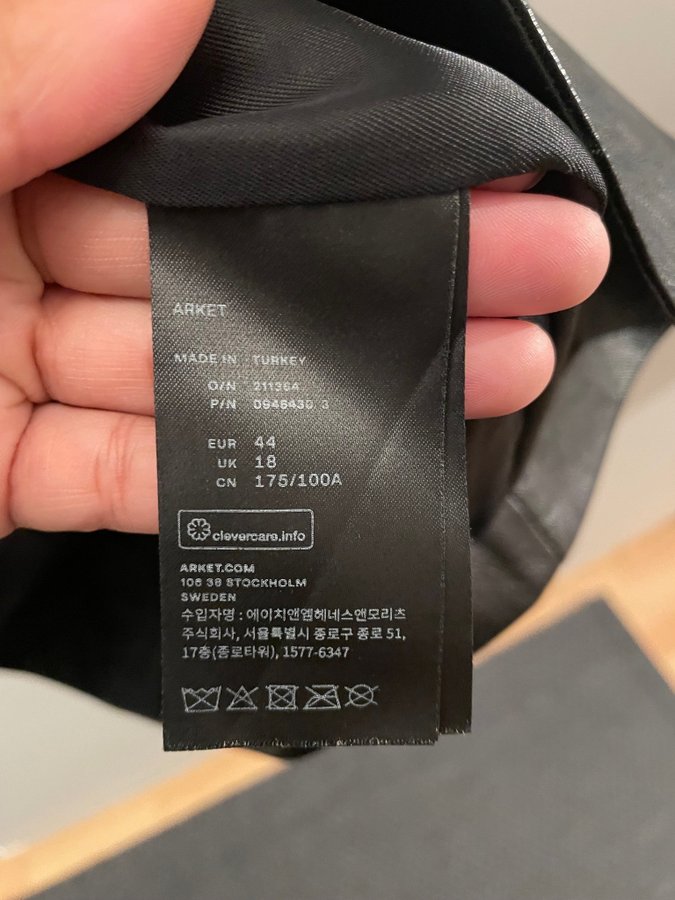 ARKET
MADE IN TURKEY
O/N 211364
P/N 0946430 3
EUR 44
UK 18
CN 175/100A
clevercare.info
ARKET.COM
106 38 STOCKHOLM
SWEDEN
수입자명 : 에이치앤엠헤네스앤모리츠
주식회사, 서울특별시 종로구 종로 51,
17층(종로타워), 1577-6347